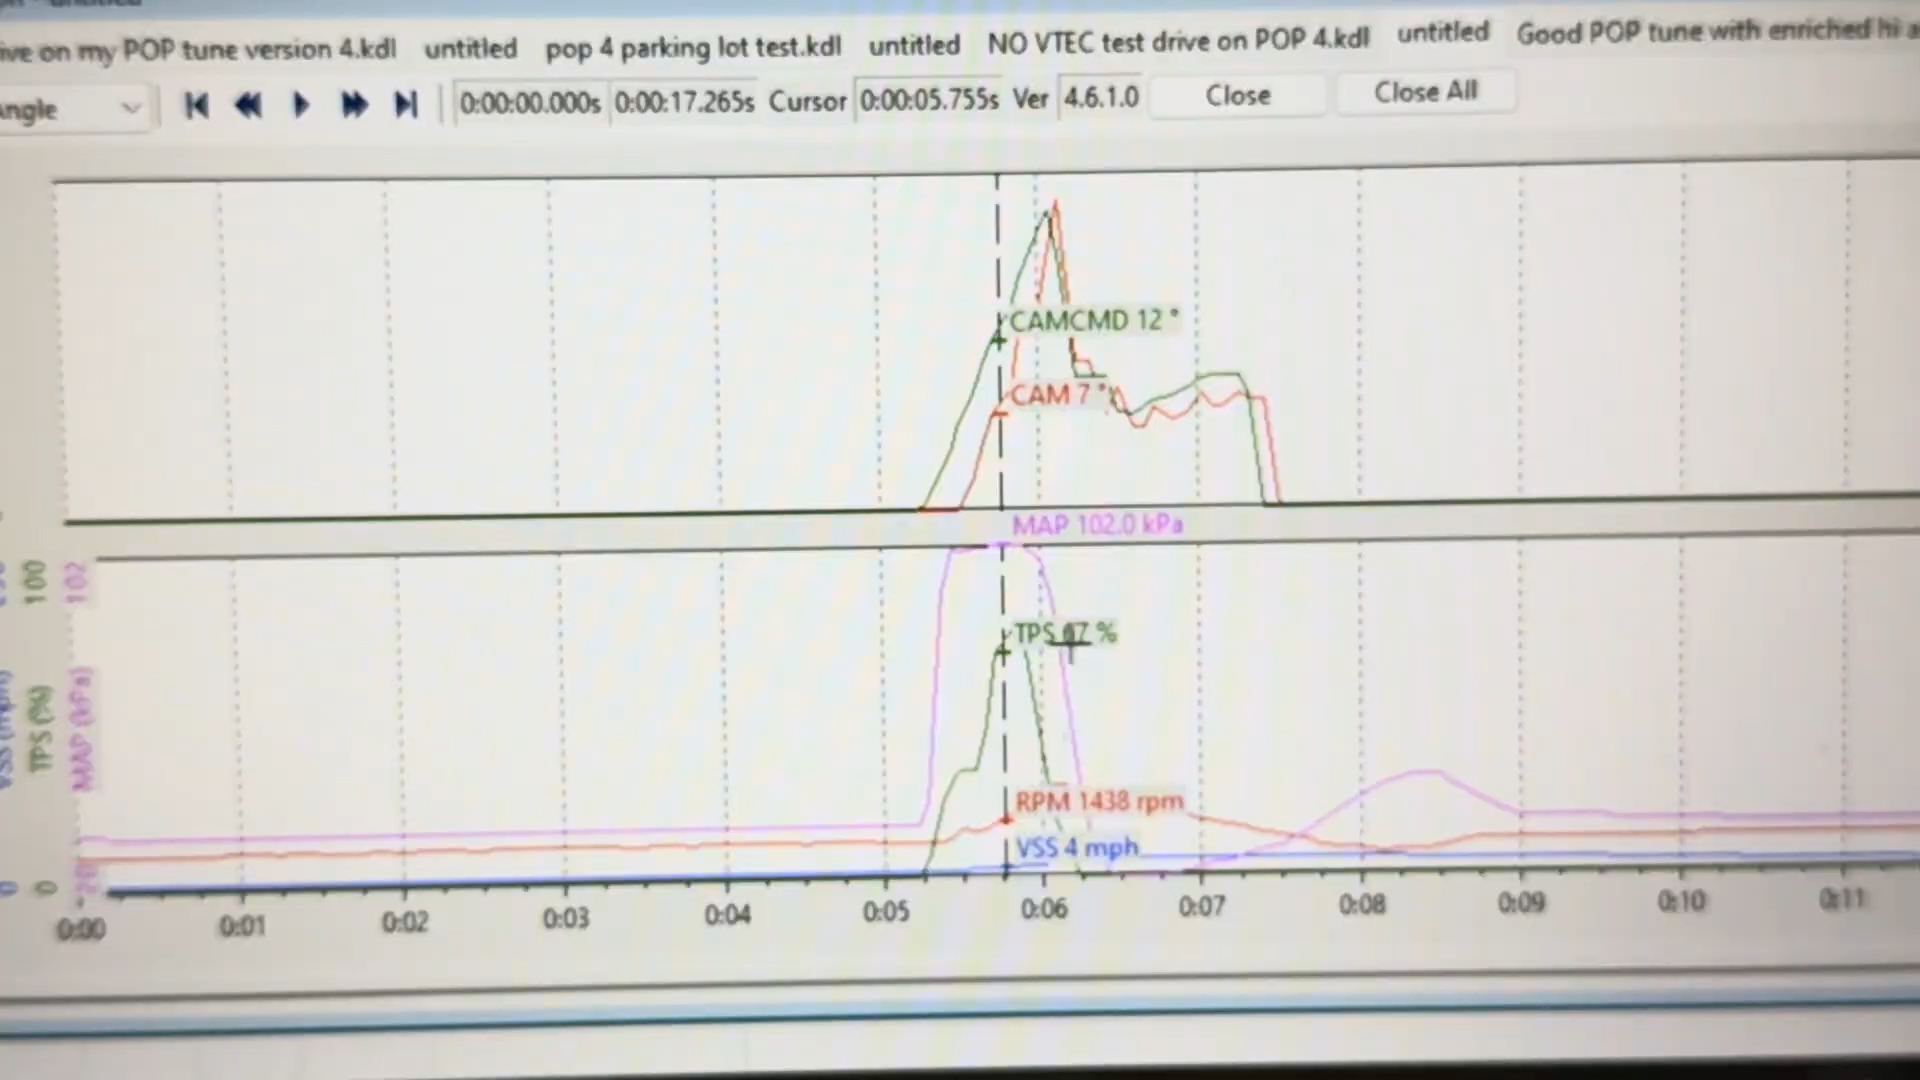 ive on my POP tune version 4.kdl untitled pop 4 parking lot test.kdl untitled NO VTEC test drive on POP 4.kdl untitled Good POP tune with enriched hi a
ngle 0:00:00.000s 0:00:17.265s Cursor 0:00:05.755s Ver 4.6.1.0 Close Close All
CAMCMD 12 °
CAM 7 °
MAP 102.0 kPa
100 102
TPS 67 %
VSS (mph) TPS (%) MAP (kPa)
RPM 1438 rpm
VSS 4 mph
0 0
0:00 0:01 0:02 0:03 0:04 0:05 0:06 0:07 0:08 0:09 0:10 0:11